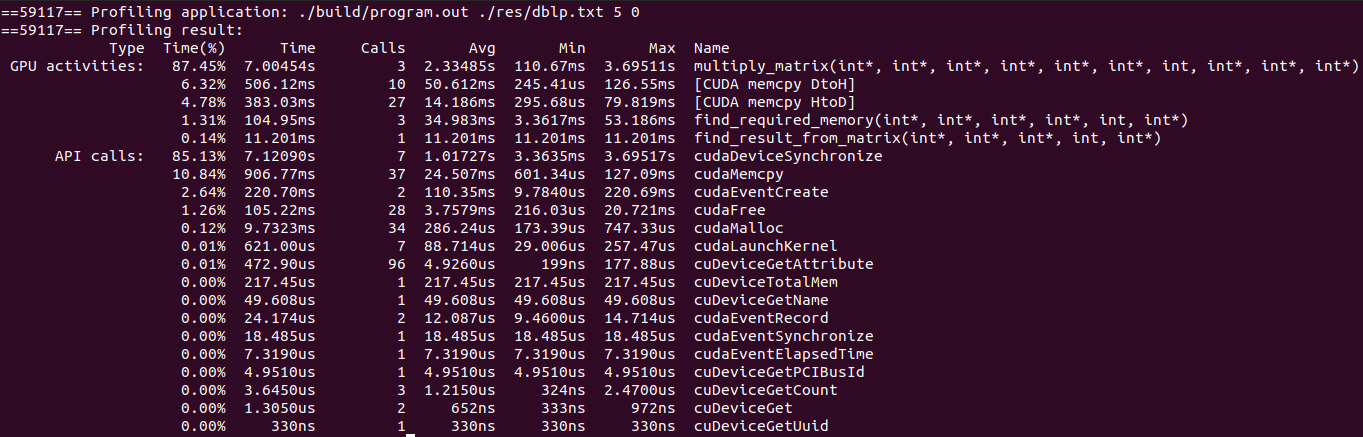 ==59117== Profiling application: ./build/program.out ./res/dblp.txt 5 0
==59117== Profiling result:
Type Time(%) Time Calls Avg Min Max Name
GPU activities: 87.45% 7.00454s 3 2.33485s 110.67ms 3.69511s multiply_matrix(int*, int*, int*, int*, int*, int*, int, int*, int*, int*)
6.32% 506.12ms 10 50.612ms 245.41us 126.55ms [CUDA memcpy DtoH]
4.78% 383.03ms 27 14.186ms 295.68us 79.819ms [CUDA memcpy HtoD]
1.31% 104.95ms 3 34.983ms 3.3617ms 53.186ms find_required_memory(int*, int*, int*, int*, int, int*)
0.14% 11.201ms 1 11.201ms 11.201ms 11.201ms find_result_from_matrix(int*, int*, int*, int, int*)
API calls: 85.13% 7.12090s 7 1.01727s 3.3635ms 3.69517s cudaDeviceSynchronize
10.84% 906.77ms 37 24.507ms 601.34us 127.09ms cudaMemcpy
2.64% 220.70ms 2 110.35ms 9.7840us 220.69ms cudaEventCreate
1.26% 105.22ms 28 3.7579ms 216.03us 20.721ms cudaFree
0.12% 9.7323ms 34 286.24us 173.39us 747.33us cudaMalloc
0.01% 621.00us 7 88.714us 29.006us 257.47us cudaLaunchKernel
0.01% 472.90us 96 4.9260us 199ns 177.88us cuDeviceGetAttribute
0.00% 217.45us 1 217.45us 217.45us 217.45us cuDeviceTotalMem
0.00% 49.608us 1 49.608us 49.608us 49.608us cuDeviceGetName
0.00% 24.174us 2 12.087us 9.4600us 14.714us cudaEventRecord
0.00% 18.485us 1 18.485us 18.485us 18.485us cudaEventSynchronize
0.00% 7.3190us 1 7.3190us 7.3190us 7.3190us cudaEventElapsedTime
0.00% 4.9510us 1 4.9510us 4.9510us 4.9510us cuDeviceGetPCIBusId
0.00% 3.6450us 3 1.2150us 324ns 2.4700us cuDeviceGetCount
0.00% 1.3050us 2 652ns 333ns 972ns cuDeviceGet
0.00% 330ns 1 330ns 330ns 330ns cuDeviceGetUuid